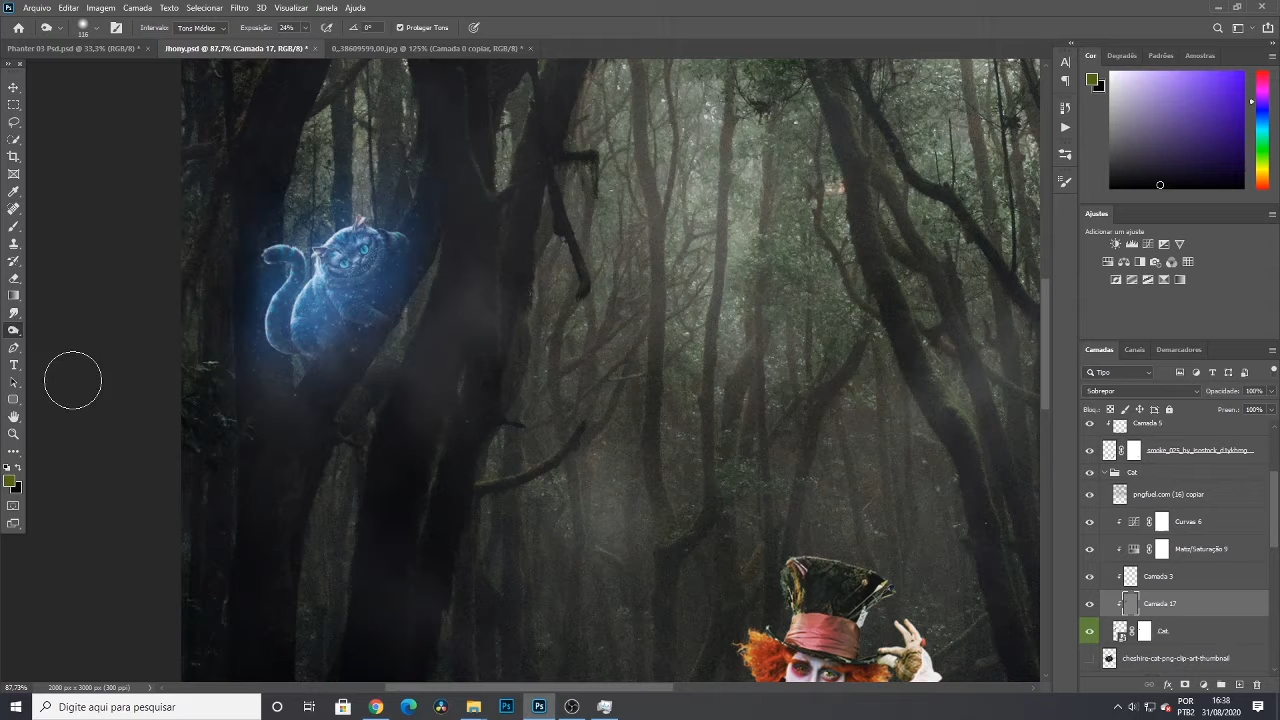 Arquivo Editar Imagem Camada Texto Selecionar Filtro 3D Visualizar Janela Ajuda
116 Intervalo: Tons Médios Exposição: 24% 0° Proteger Tons
Phanter 03 Psd.psd @ 33,3% (RGB/8) * × Jhony.psd @ 87,7% (Camada 17, RGB/8) * × 0_38609599,00.jpg @ 125% (Camada 0 copiar, RGB/8) * ×
Cor Degradês Padrões Amostras
Ajustes
Adicionar um ajuste
Camadas Canais Demarcadores
Tipo
Sobrepor Opacidade: 100%
Bloq.: Preen.: 100%
Camada 5
smoke_025_by_isostock_d1ykhmg...
Cat
pngfuel.com (16) copiar
Curvas 6
Matiz/Saturação 9
Camada 3
Camada 17
Cat
cheshire-cat-png-clip-art-thumbnail
87,73% 2000 px x 3000 px (300 ppi)
Digite aqui para pesquisar
POR 16:38
PTB2 31/08/2020